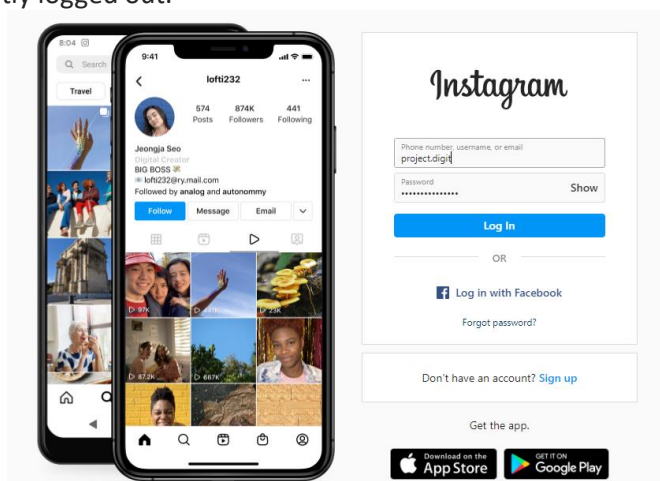 tly logged out.
8:04
Search
Travel
9:41
lofti232
574
Posts
874K
Followers
441
Following
Jeongja Seo
Digital Creator
BIG BOSS
lofti232@ry.mail.com
Followed by analog and autonommy
Follow
Message
Email
97K
23K
87.2K
667K
Instagram
Phone number, username, or email
project.digit
Password
•••••••••••••••
Show
Log In
OR
Log in with Facebook
Forgot password?
Don't have an account? Sign up
Get the app.
Download on the
App Store
GET IT ON
Google Play